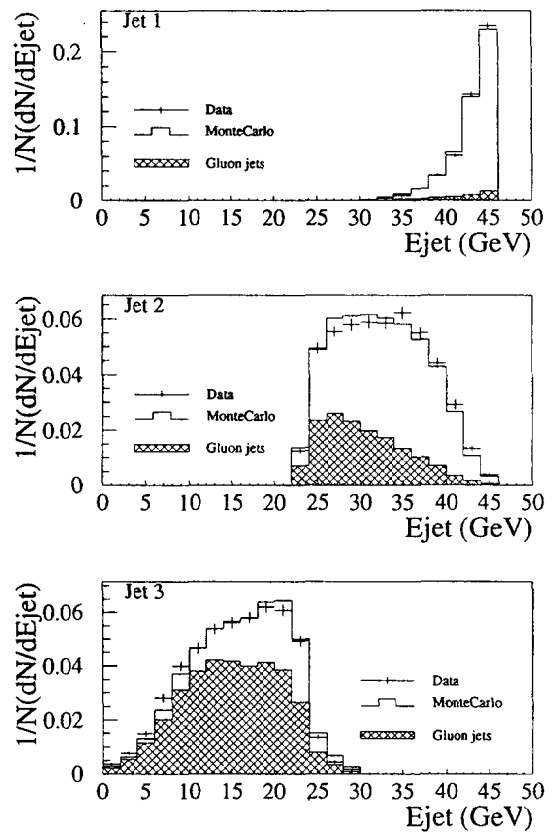 Jet 1
1/N(dN/dEjet)
0.2
0.1
0
Data
MonteCarlo
Gluon jets
0 5 10 15 20 25 30 35 40 45 50
Ejet (GeV)
Jet 2
1/N(dN/dEjet)
0.06
0.04
0.02
0
Data
MonteCarlo
Gluon jets
0 5 10 15 20 25 30 35 40 45 50
Ejet (GeV)
Jet 3
1/N(dN/dEjet)
0.06
0.04
0.02
0
Data
MonteCarlo
Gluon jets
0 5 10 15 20 25 30 35 40 45 50
Ejet (GeV)